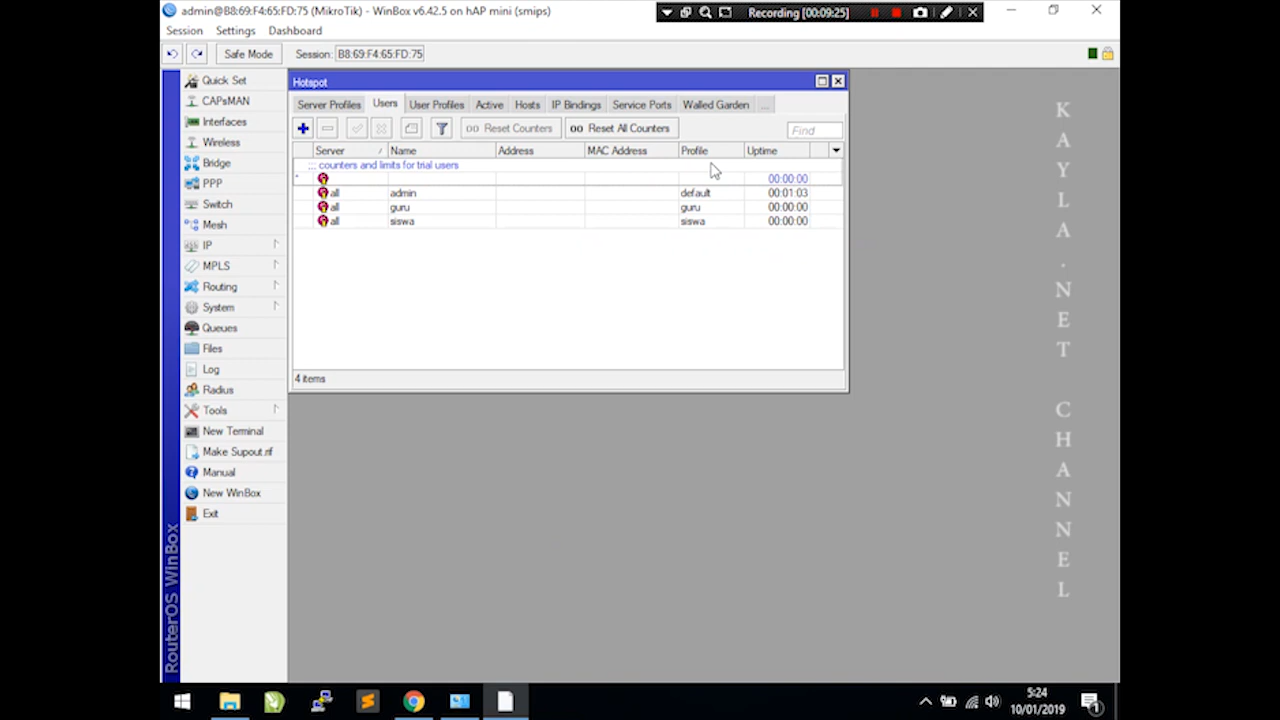 admin@B8:69:F4:65:FD:75 (MikroTik) - WinBox v6.42.5 on hAP mini (smips)
Recording [00:09:25]
Session Settings Dashboard
Safe Mode Session: B8:69:F4:65:FD:75
Hotspot
Server Profiles Users User Profiles Active Hosts IP Bindings Service Ports Walled Garden ...
00 Reset Counters 00 Reset All Counters Find
Server Name Address MAC Address Profile Uptime
;;; counters and limits for trial users
* 00:00:00
all admin default 00:01:03
all guru guru 00:00:00
all siswa siswa 00:00:00
4 items
Quick Set
CAPsMAN
Interfaces
Wireless
Bridge
PPP
Switch
Mesh
IP
MPLS
Routing
System
Queues
Files
Log
Radius
Tools
New Terminal
Make Supout.rif
Manual
New WinBox
Exit
RouterOS WinBox
KAYLA.NET CHANNEL
5:24
10/01/2019
1